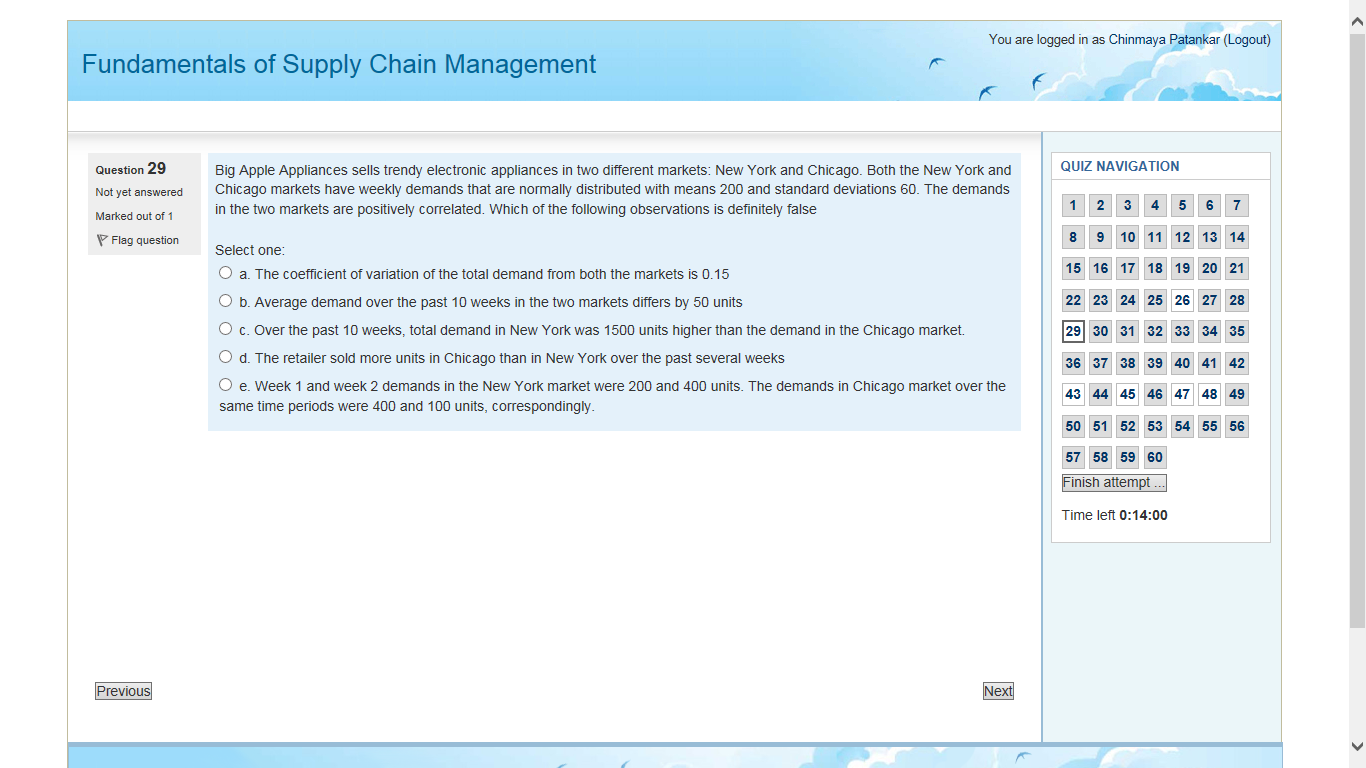 You are logged in as Chinmaya Patankar (Logout)
Fundamentals of Supply Chain Management
Question 29
Not yet answered
Marked out of 1
Flag question
Big Apple Appliances sells trendy electronic appliances in two different markets: New York and Chicago. Both the New York and
Chicago markets have weekly demands that are normally distributed with means 200 and standard deviations 60. The demands
in the two markets are positively correlated. Which of the following observations is definitely false
Select one:
a. The coefficient of variation of the total demand from both the markets is 0.15
b. Average demand over the past 10 weeks in the two markets differs by 50 units
c. Over the past 10 weeks, total demand in New York was 1500 units higher than the demand in the Chicago market.
d. The retailer sold more units in Chicago than in New York over the past several weeks
e. Week 1 and week 2 demands in the New York market were 200 and 400 units. The demands in Chicago market over the
same time periods were 400 and 100 units, correspondingly.
Previous
Next
QUIZ NAVIGATION
1 2 3 4 5 6 7
8 9 10 11 12 13 14
15 16 17 18 19 20 21
22 23 24 25 26 27 28
29 30 31 32 33 34 35
36 37 38 39 40 41 42
43 44 45 46 47 48 49
50 51 52 53 54 55 56
57 58 59 60
Finish attempt ...
Time left 0:14:00